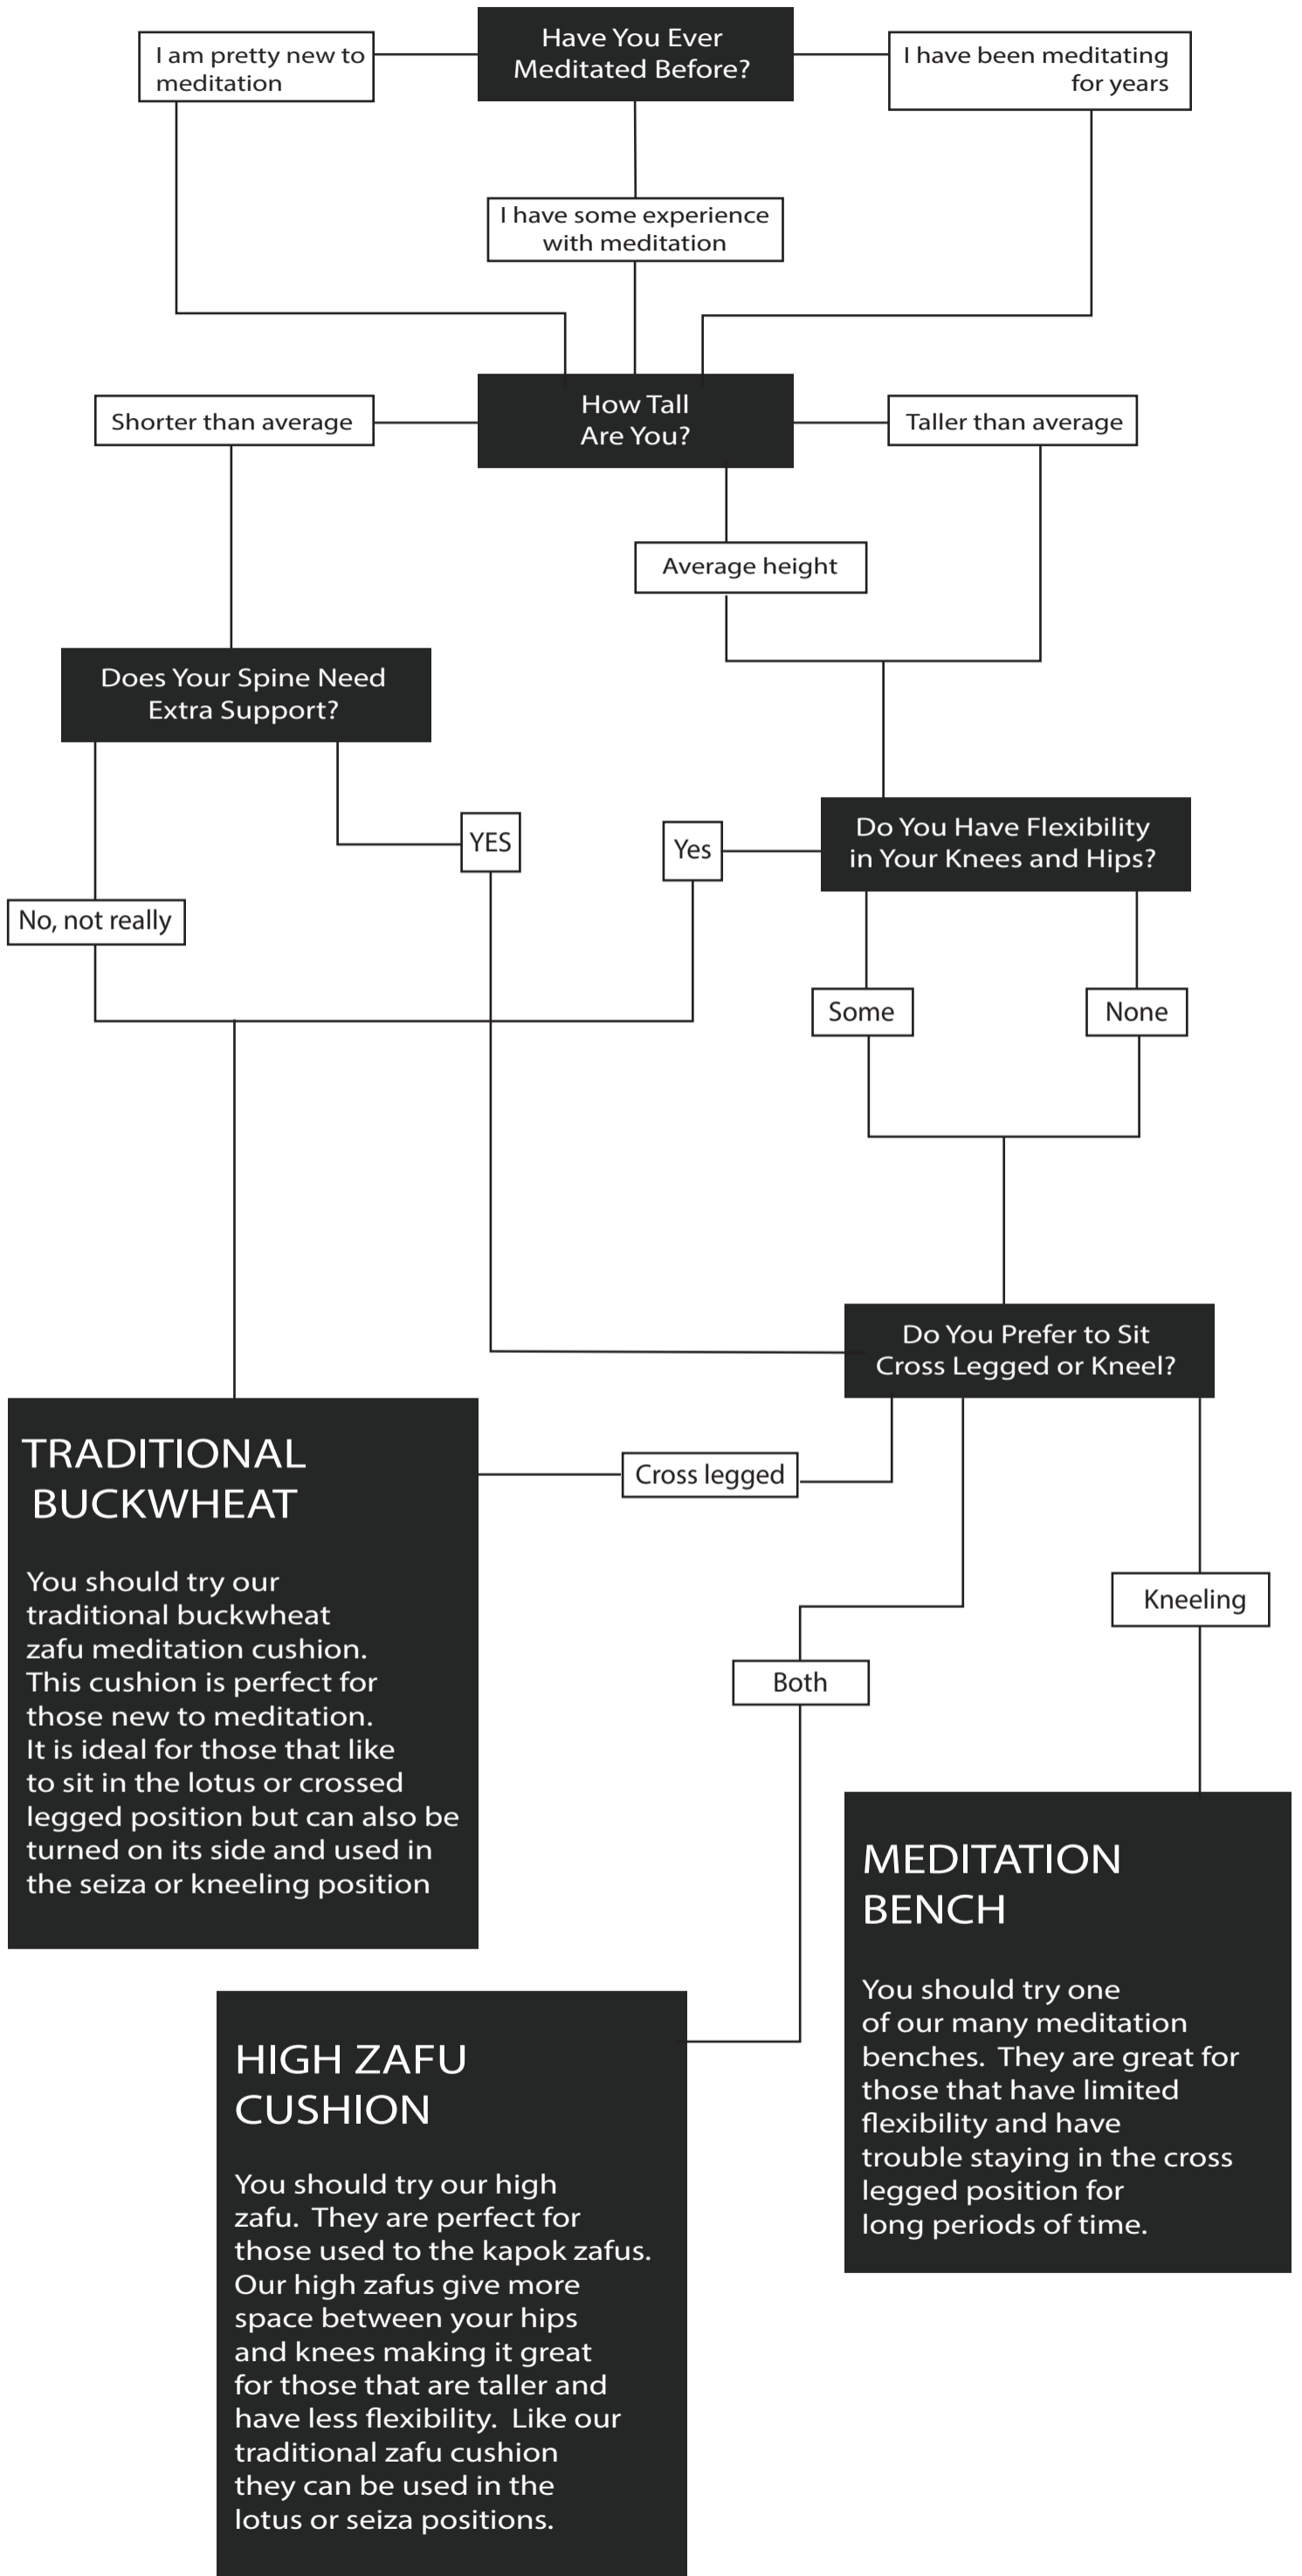 Have You Ever
Meditated Before?
I am pretty new to
meditation
I have been meditating
for years
I have some experience
with meditation
How Tall
Are You?
Shorter than average
Taller than average
Average height
Does Your Spine Need
Extra Support?
Do You Have Flexibility
in Your Knees and Hips?
YES
Yes
No, not really
Some
None
Do You Prefer to Sit
Cross Legged or Kneel?
Cross legged
Kneeling
Both
TRADITIONAL
BUCKWHEAT
You should try our
traditional buckwheat
zafu meditation cushion.
This cushion is perfect for
those new to meditation.
It is ideal for those that like
to sit in the lotus or crossed
legged position but can also be
turned on its side and used in
the seiza or kneeling position
MEDITATION
BENCH
You should try one
of our many meditation
benches.  They are great for
those that have limited
flexibility and have
trouble staying in the cross
legged position for
long periods of time.
HIGH ZAFU
CUSHION
You should try our high
zafu.  They are perfect for
those used to the kapok zafus.
Our high zafus give more
space between your hips
and knees making it great
for those that are taller and
have less flexibility.  Like our
traditional zafu cushion
they can be used in the
lotus or seiza positions.